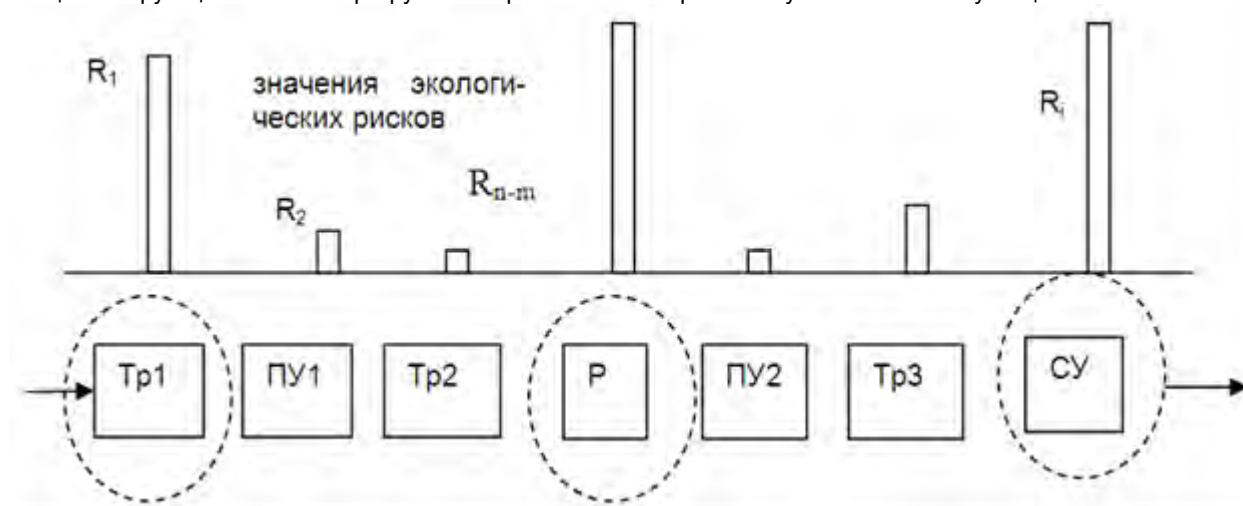 R₁
значения экологи-
ческих рисков
Rᵢ
Rₙ₋ₘ
R₂
Тр1 ПУ1 Тр2 Р ПУ2 Тр3 СУ